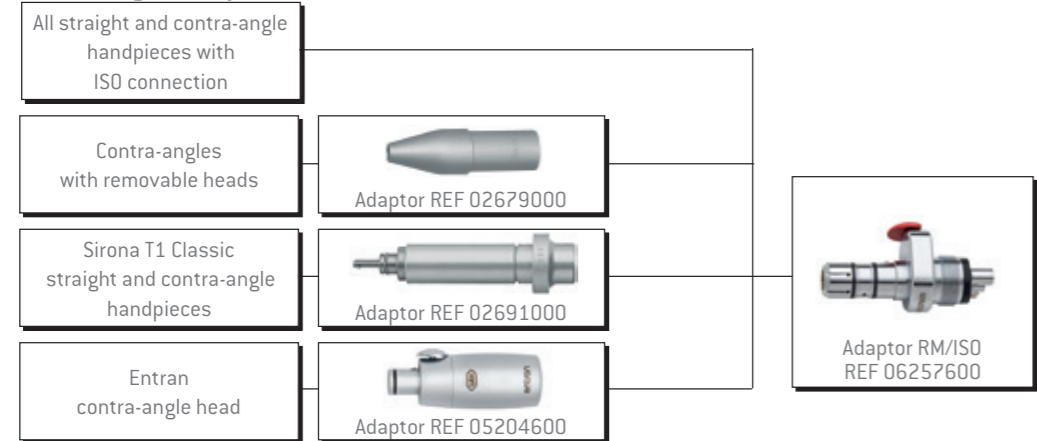 All straight and contra-angle
handpieces with
ISO connection
Contra-angles
with removable heads
Adaptor REF 02679000
Sirona T1 Classic
straight and contra-angle
handpieces
Adaptor REF 02691000
Entran
contra-angle head
Adaptor REF 05204600
Adaptor RM/ISO
REF 06257600